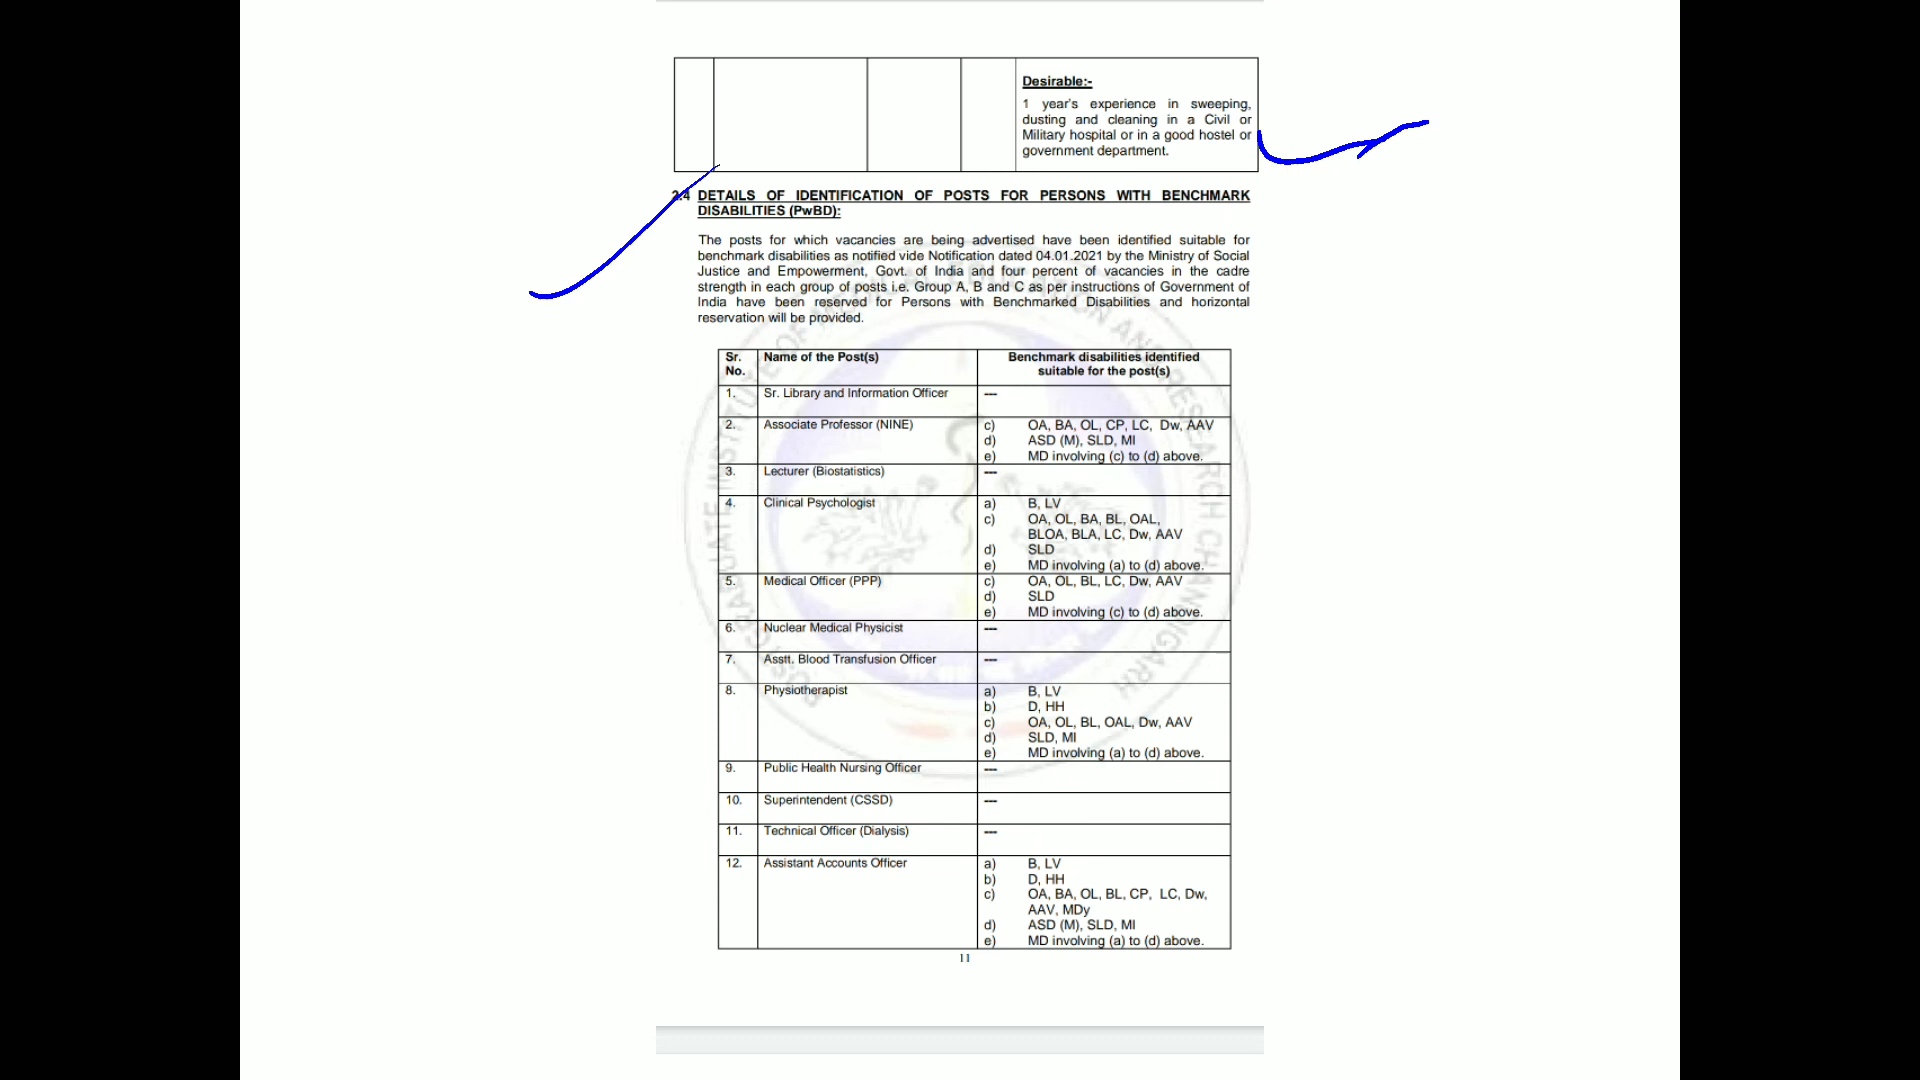 Desirable:-
1 year's experience in sweeping,
dusting and cleaning in a Civil or
Military hospital or in a good hostel or
government department.
2.4 DETAILS OF IDENTIFICATION OF POSTS FOR PERSONS WITH BENCHMARK
DISABILITIES (PwBD):
The posts for which vacancies are being advertised have been identified suitable for
benchmark disabilities as notified vide Notification dated 04.01.2021 by the Ministry of Social
Justice and Empowerment, Govt. of India and four percent of vacancies in the cadre
strength in each group of posts i.e. Group A, B and C as per instructions of Government of
India have been reserved for Persons with Benchmarked Disabilities and horizontal
reservation will be provided.
Sr. No. Name of the Post(s) Benchmark disabilities identified suitable for the post(s)
1. Sr. Library and Information Officer ---
2. Associate Professor (NINE) c) OA, BA, OL, CP, LC, Dw, AAV
d) ASD (M), SLD, MI
e) MD involving (c) to (d) above.
3. Lecturer (Biostatistics) ---
4. Clinical Psychologist a) B, LV
c) OA, OL, BA, BL, OAL,
BLOA, BLA, LC, Dw, AAV
d) SLD
e) MD involving (a) to (d) above.
5. Medical Officer (PPP) c) OA, OL, BL, LC, Dw, AAV
d) SLD
e) MD involving (c) to (d) above.
6. Nuclear Medical Physicist ---
7. Asstt. Blood Transfusion Officer ---
8. Physiotherapist a) B, LV
b) D, HH
c) OA, OL, BL, OAL, Dw, AAV
d) SLD, MI
e) MD involving (a) to (d) above.
9. Public Health Nursing Officer ---
10. Superintendent (CSSD) ---
11. Technical Officer (Dialysis) ---
12. Assistant Accounts Officer a) B, LV
b) D, HH
c) OA, BA, OL, BL, CP, LC, Dw,
AAV, MDy
d) ASD (M), SLD, MI
e) MD involving (a) to (d) above.
11
POSTGRADUATE INSTITUTE OF MEDICAL EDUCATION AND RESEARCH CHANDIGARH